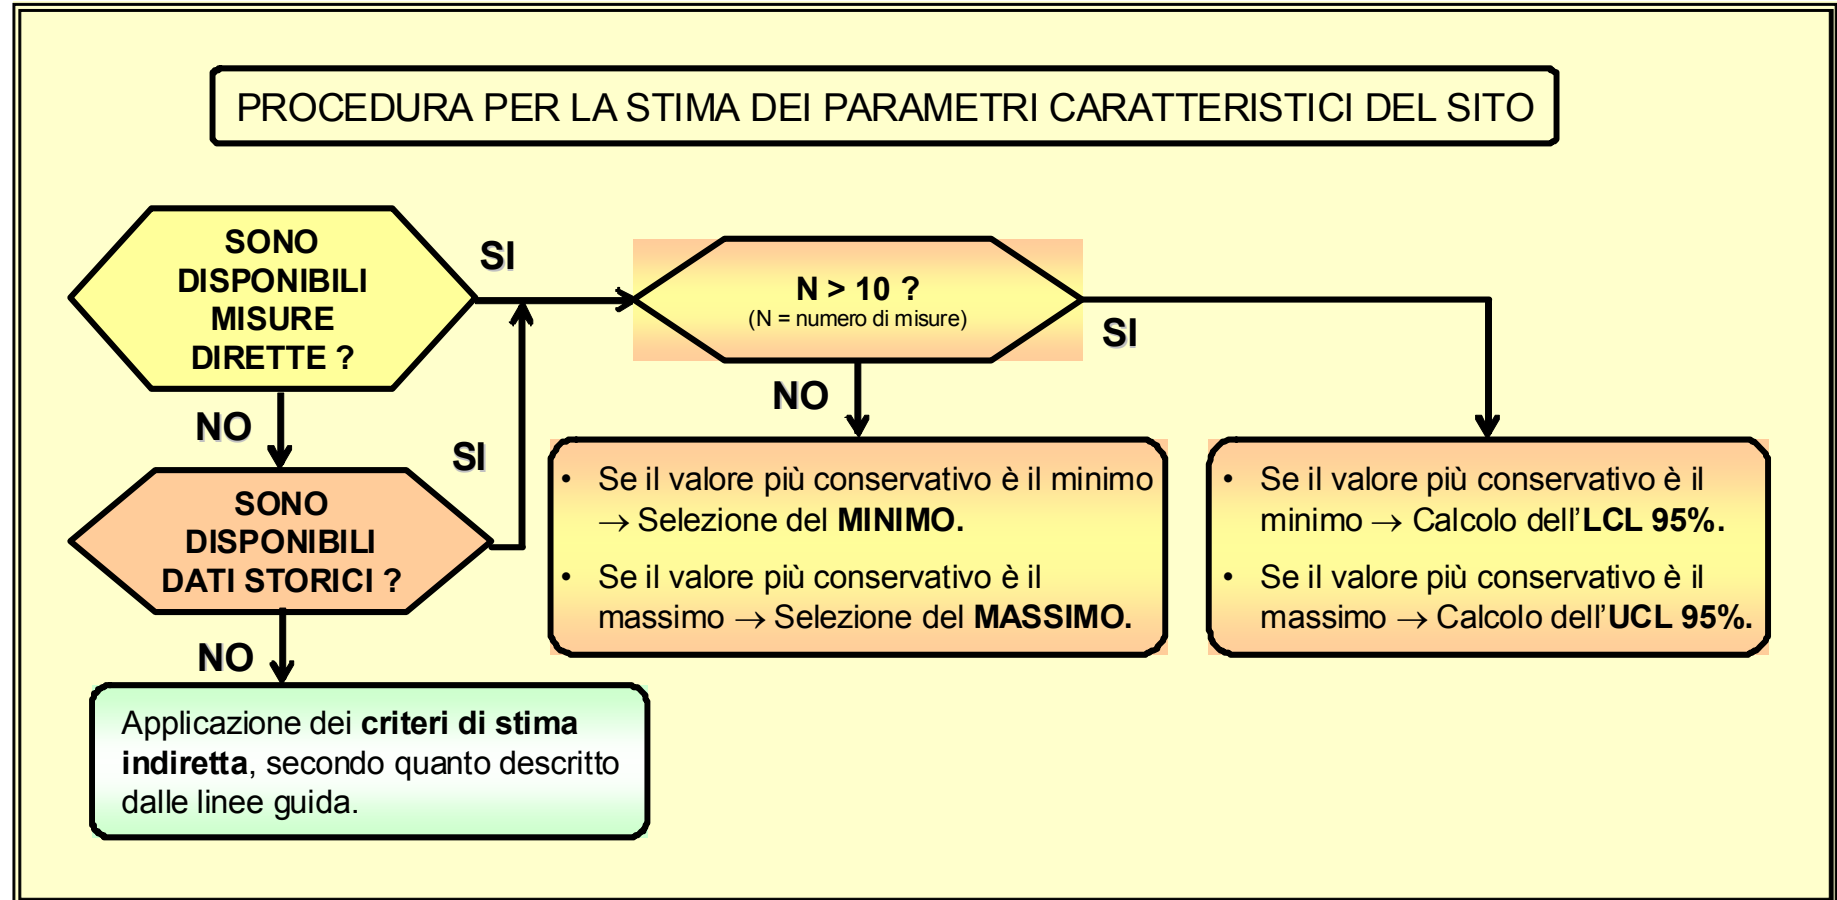 PROCEDURA PER LA STIMA DEI PARAMETRI CARATTERISTICI DEL SITO
SONO
DISPONIBILI
MISURE
DIRETTE ?
SI
N > 10 ?
(N = numero di misure)
SI
NO
NO
SI
SONO
DISPONIBILI
DATI STORICI ?
• Se il valore più conservativo è il minimo
→ Selezione del MINIMO.
• Se il valore più conservativo è il
massimo → Selezione del MASSIMO.
• Se il valore più conservativo è il
minimo → Calcolo dell'LCL 95%.
• Se il valore più conservativo è il
massimo → Calcolo dell'UCL 95%.
NO
Applicazione dei criteri di stima
indiretta, secondo quanto descritto
dalle linee guida.